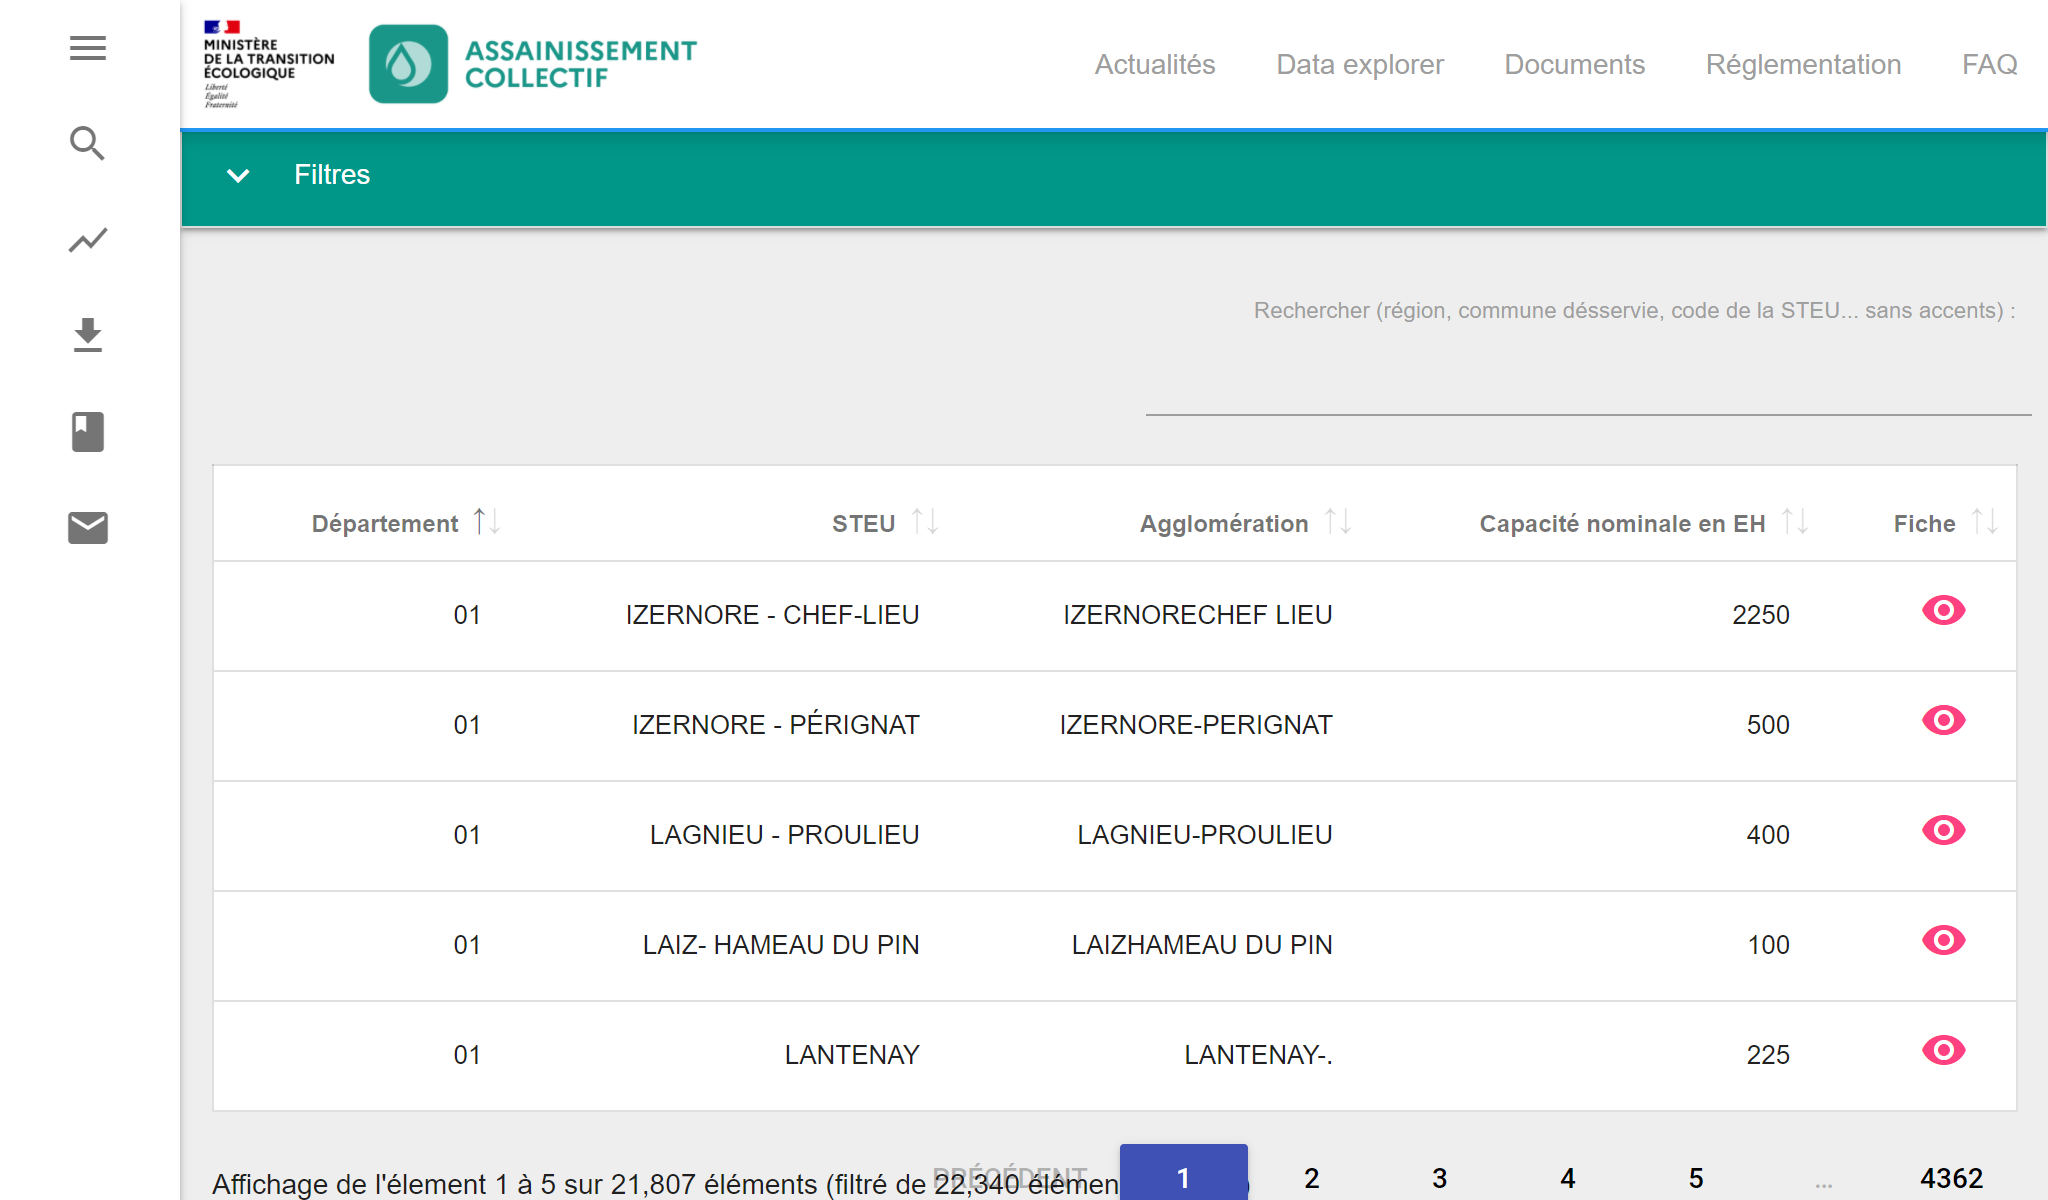 MINISTÈRE
DE LA TRANSITION
ÉCOLOGIQUE
Liberté
Égalité
Fraternité
ASSAINISSEMENT
COLLECTIF
Actualités Data explorer Documents Réglementation FAQ
Filtres
Rechercher (région, commune désservie, code de la STEU... sans accents) :
Département STEU Agglomération Capacité nominale en EH Fiche
01 IZERNORE - CHEF-LIEU IZERNORECHEF LIEU 2250
01 IZERNORE - PÉRIGNAT IZERNORE-PERIGNAT 500
01 LAGNIEU - PROULIEU LAGNIEU-PROULIEU 400
01 LAIZ- HAMEAU DU PIN LAIZHAMEAU DU PIN 100
01 LANTENAY LANTENAY-. 225
Affichage de l'élement 1 à 5 sur 21,807 éléments (filtré de 22,340 élémen
PRÉCÉDENT 1 2 3 4 5 ... 4362